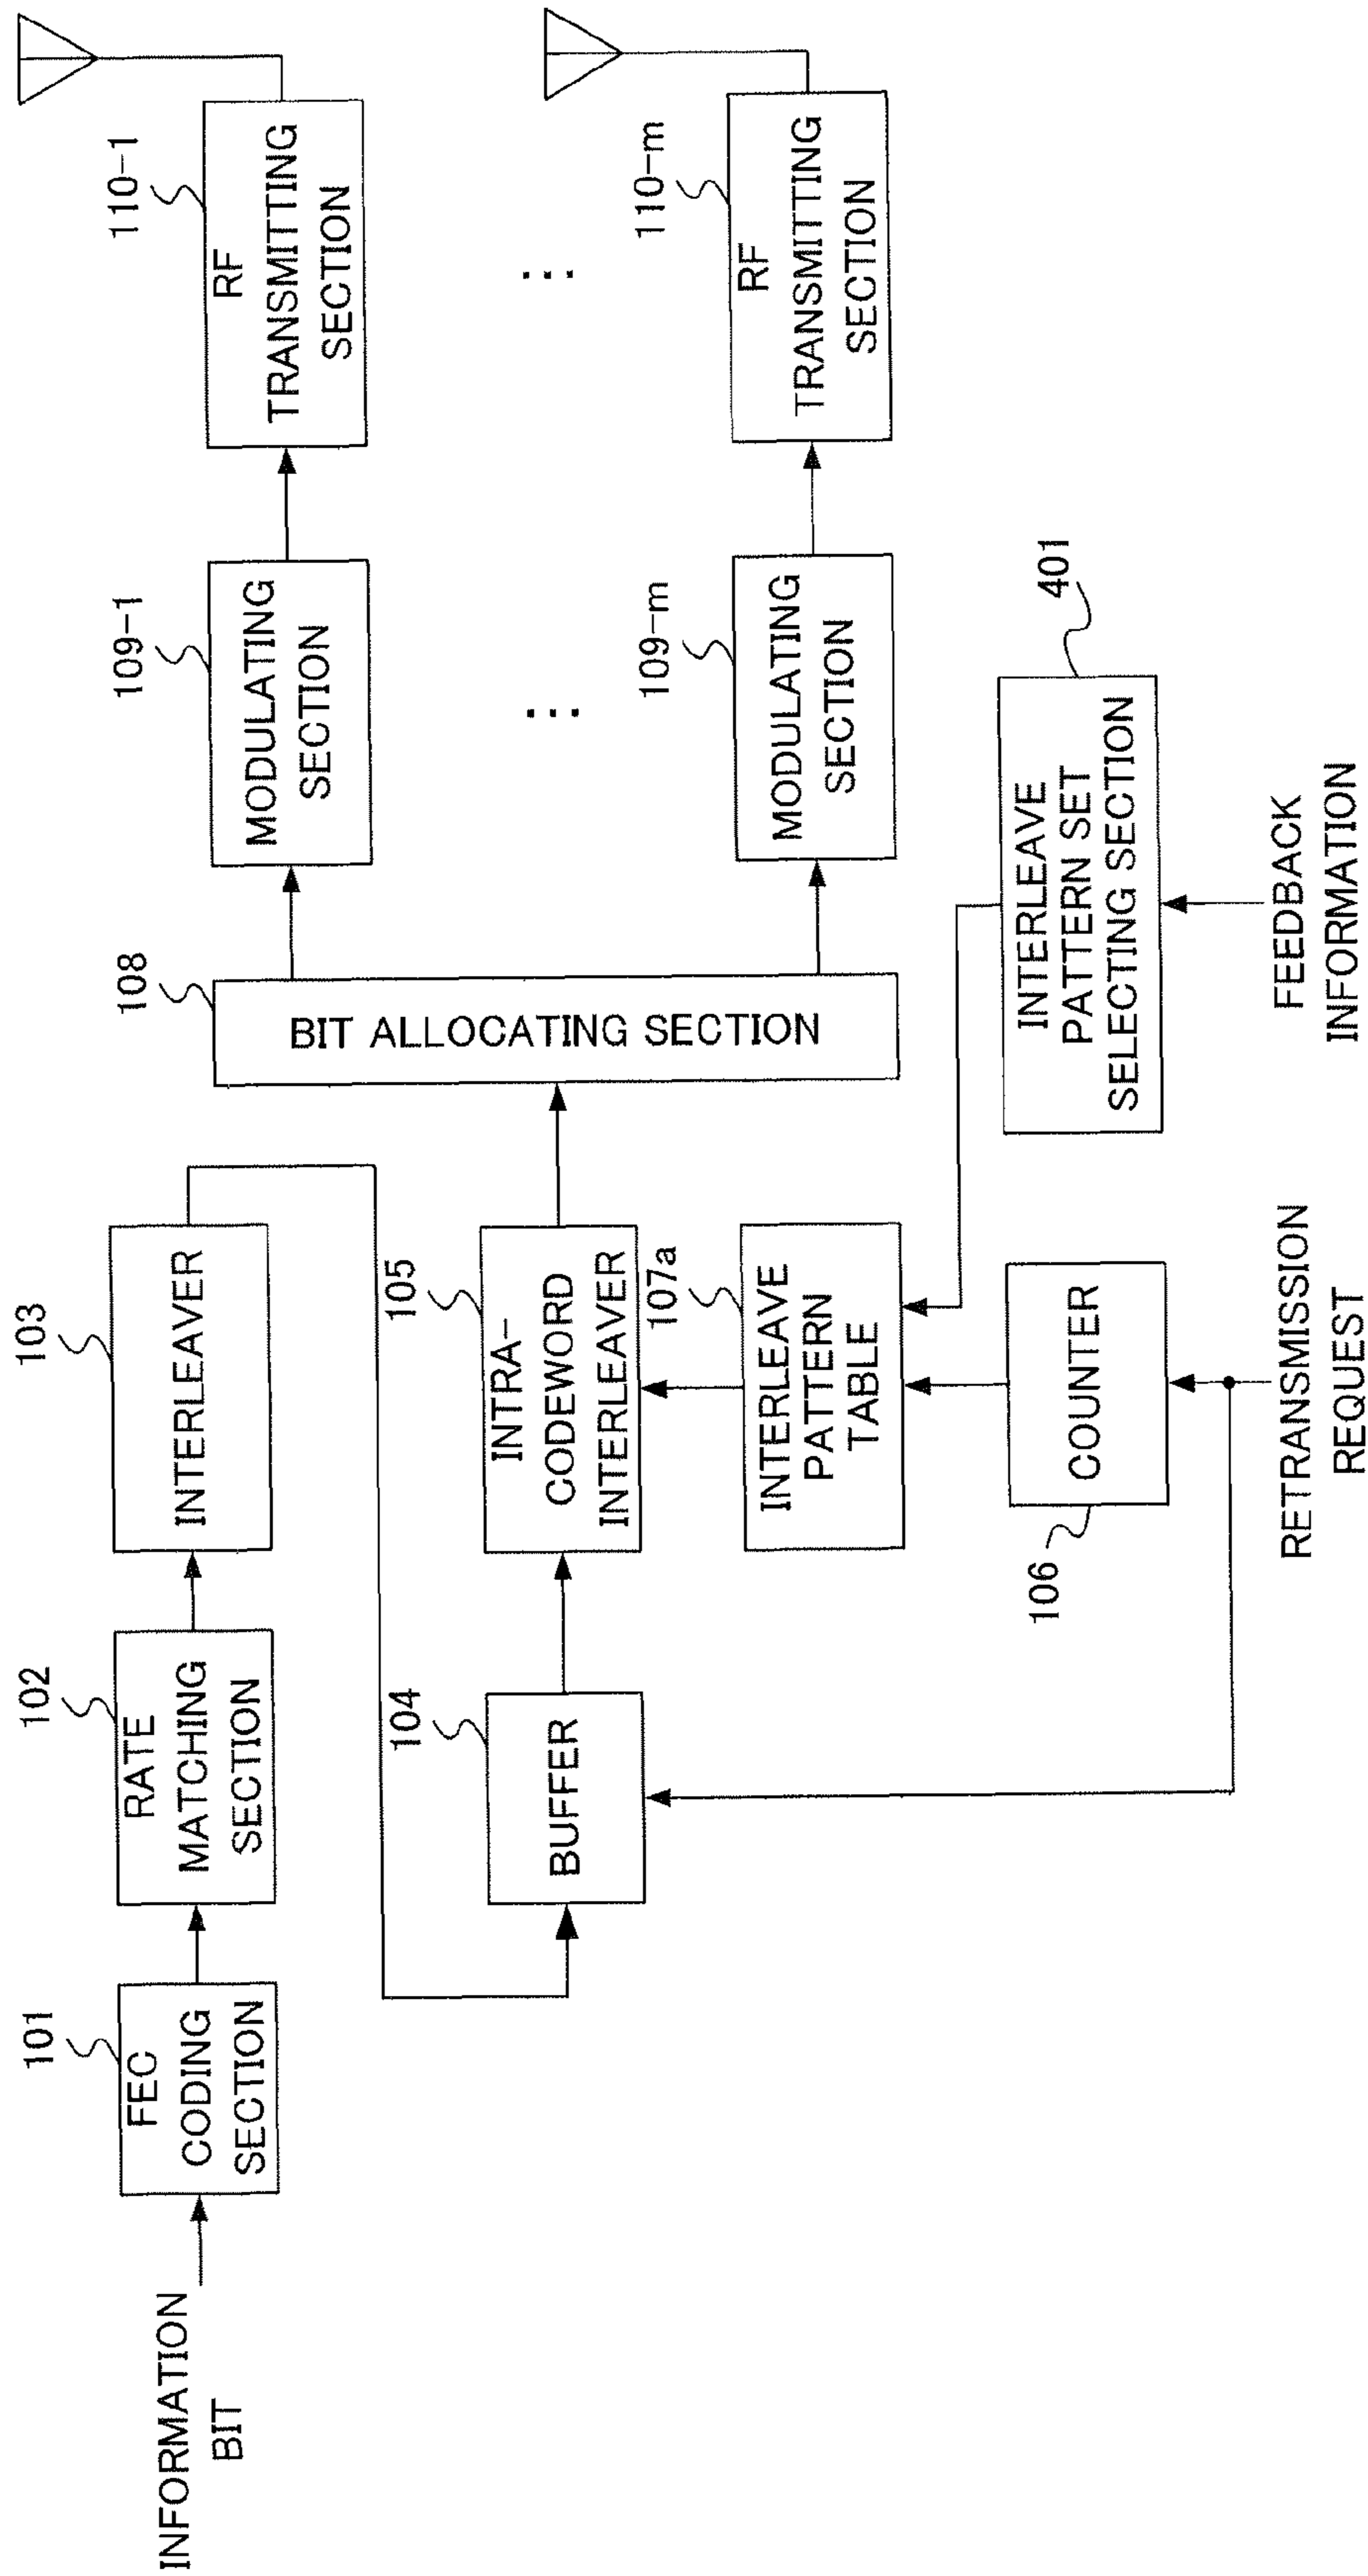 INFORMATION
BIT
101
FEC
CODING
SECTION
102
RATE
MATCHING
SECTION
103
INTERLEAVER
104
BUFFER
105
INTRA-
CODEWORD
INTERLEAVER
107a
INTERLEAVE
PATTERN
TABLE
106
COUNTER
RETRANSMISSION
REQUEST
108
BIT ALLOCATING SECTION
109-1
MODULATING
SECTION
...
109-m
MODULATING
SECTION
110-1
RF
TRANSMITTING
SECTION
...
110-m
RF
TRANSMITTING
SECTION
401
INTERLEAVE
PATTERN SET
SELECTING SECTION
FEEDBACK
INFORMATION